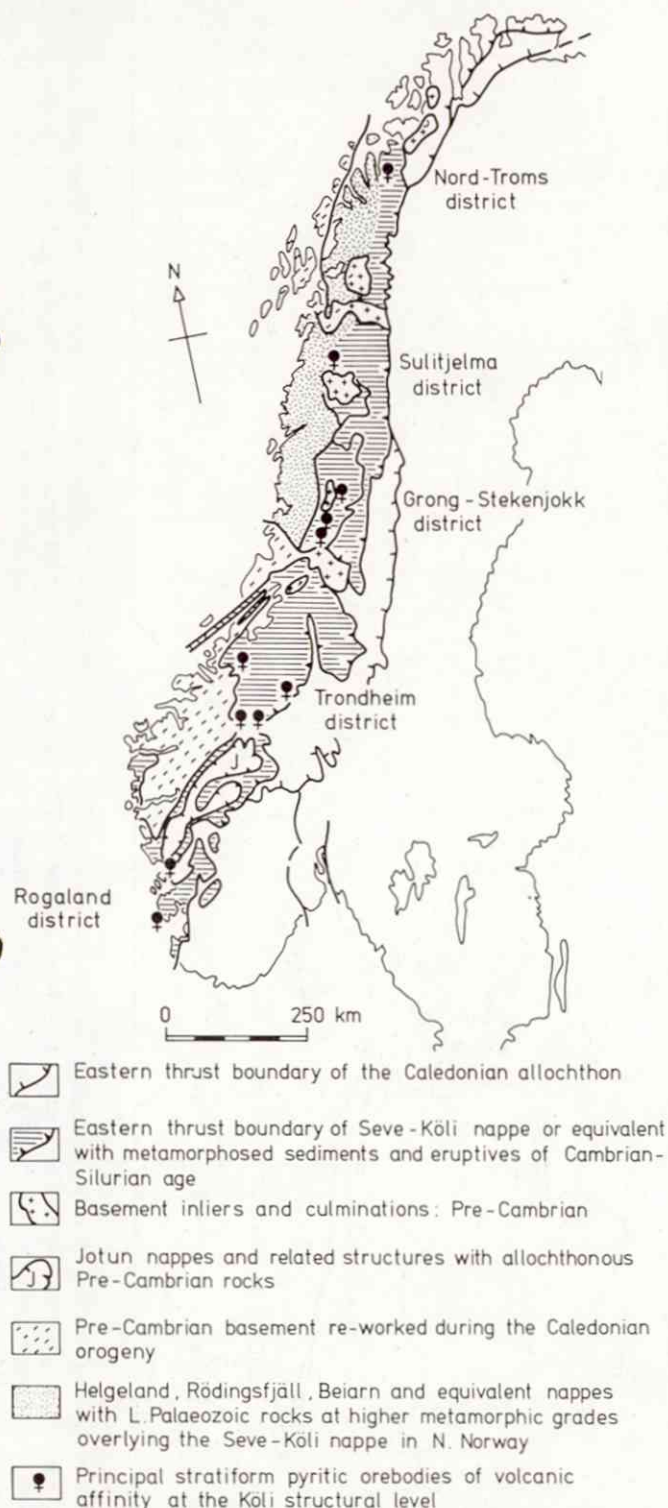 N
Nord-Troms
district
Sulitjelma
district
Grong-Stekenjokk
district
Trondheim
district
J
Rogaland
district
0 250 km
Eastern thrust boundary of the Caledonian allochthon
Eastern thrust boundary of Seve-Köli nappe or equivalent
with metamorphosed sediments and eruptives of Cambrian-
Silurian age
Basement inliers and culminations: Pre-Cambrian
J
Jotun nappes and related structures with allochthonous
Pre-Cambrian rocks
Pre-Cambrian basement re-worked during the Caledonian
orogeny
Helgeland, Rödingsfjäll, Beiarn and equivalent nappes
with L. Palaeozoic rocks at higher metamorphic grades
overlying the Seve-Köli nappe in N. Norway
Principal stratiform pyritic orebodies of volcanic
affinity at the Köli structural level